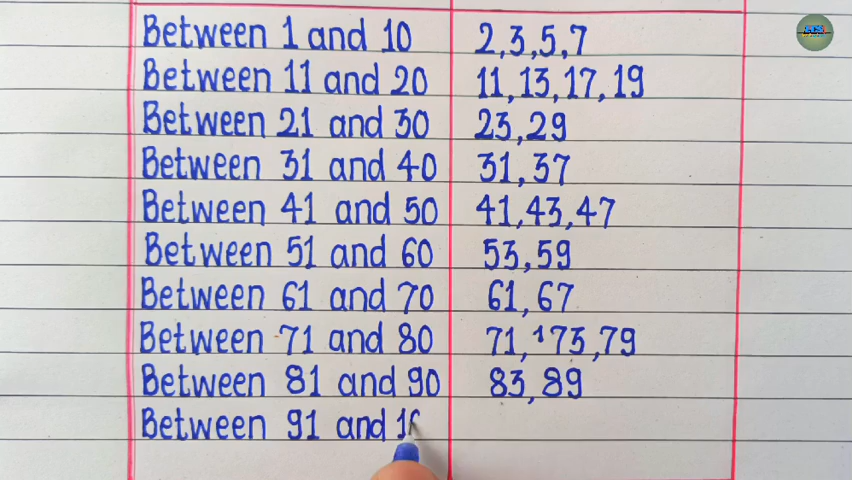 Between 1 and 10 2,3,5,7
Between 11 and 20 11,13,17,19
Between 21 and 30 23,29
Between 31 and 40 31,37
Between 41 and 50 41,43,47
Between 51 and 60 53,59
Between 61 and 70 61,67
Between 71 and 80 71,173,79
Between 81 and 90 83,89
Between 91 and